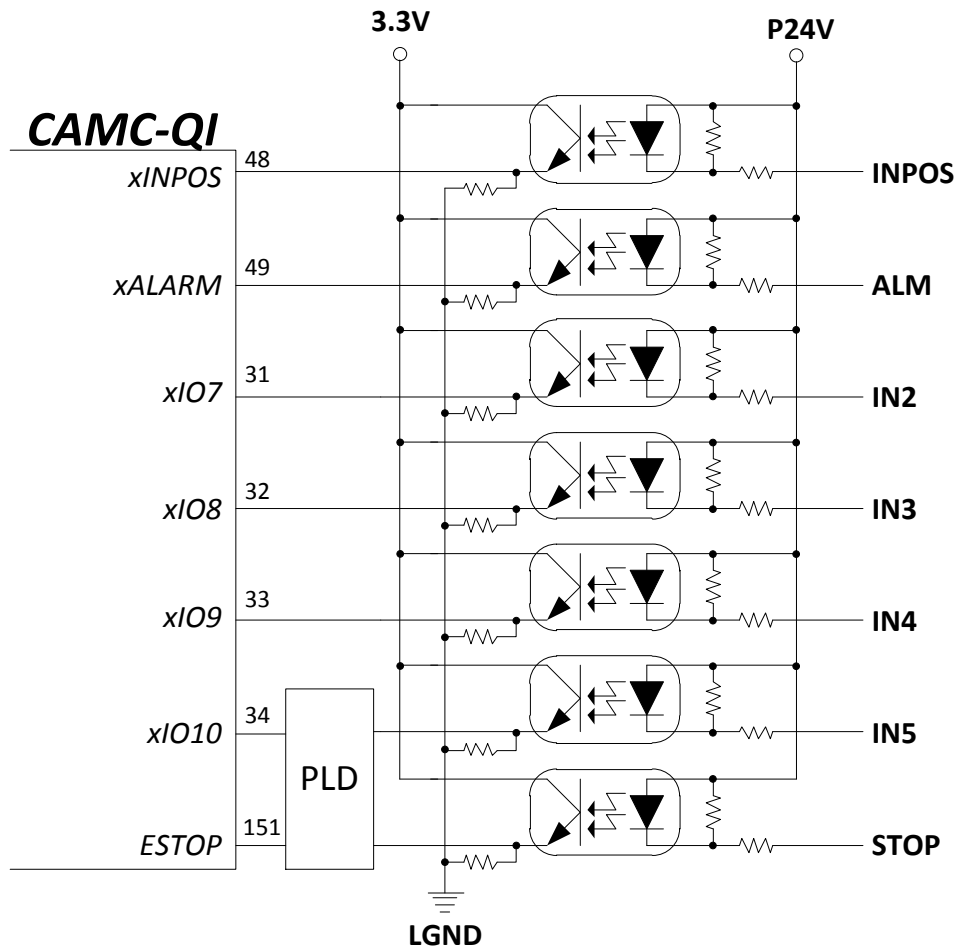 3.3V
P24V
CAMC-QI
xINPOS
48
INPOS
xALARM
49
ALM
xIO7
31
IN2
xIO8
32
IN3
xIO9
33
IN4
xIO10
34
IN5
PLD
ESTOP
151
STOP
LGND